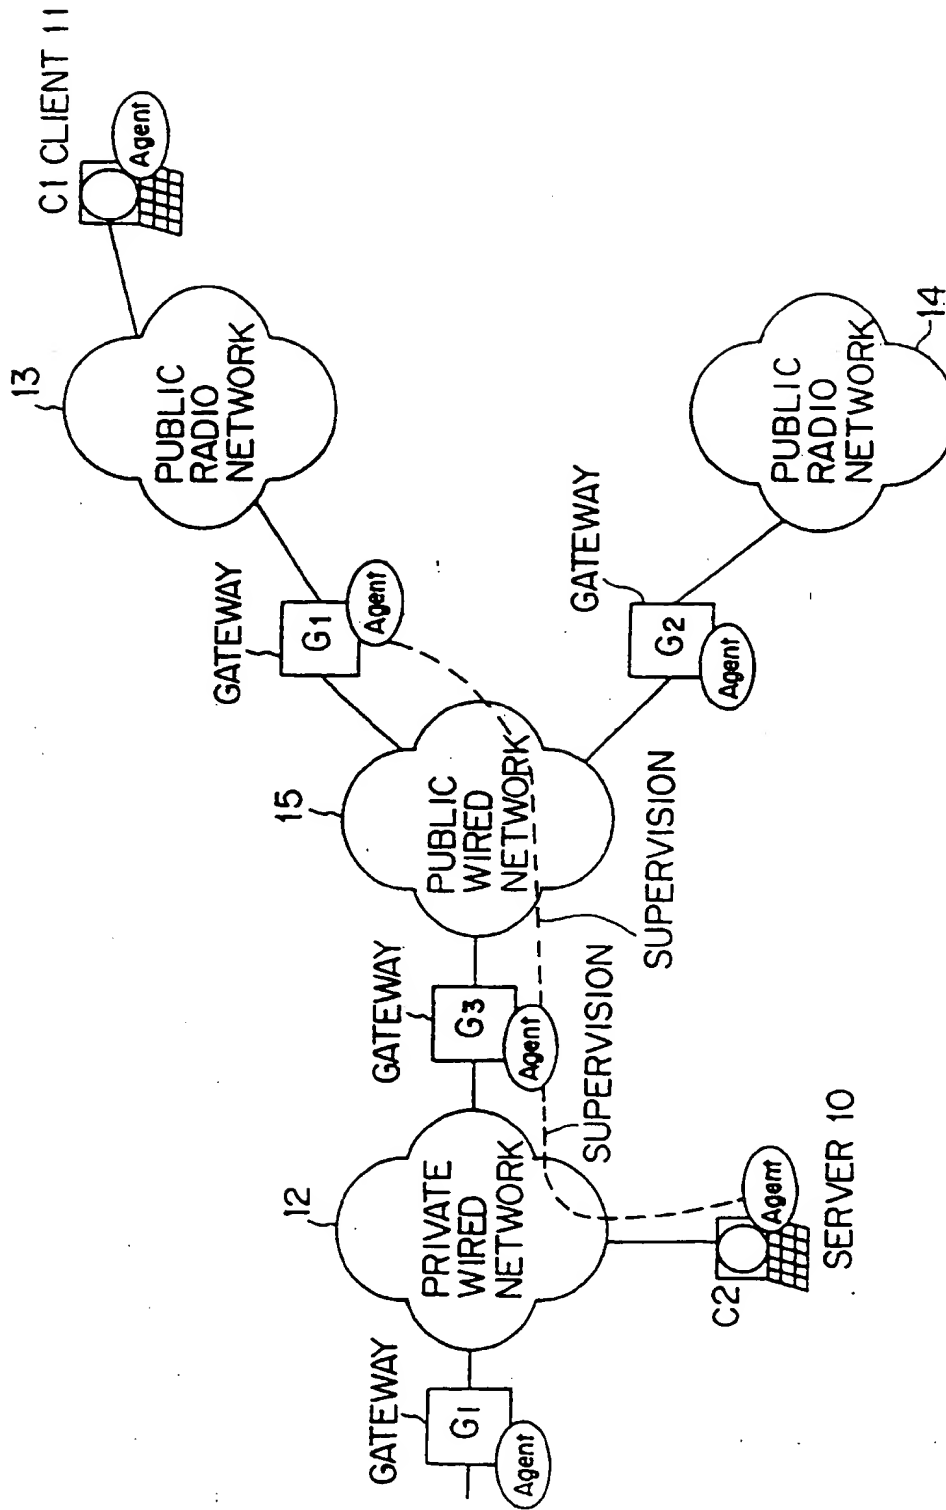 C1 CLIENT 11
Agent
13
PUBLIC
RADIO
NETWORK
GATEWAY
G1
Agent
15
PUBLIC
WIRED
NETWORK
GATEWAY
G2
Agent
PUBLIC
RADIO
NETWORK
14
SUPERVISION
GATEWAY
G3
Agent
SUPERVISION
12
PRIVATE
WIRED
NETWORK
C2
Agent
SERVER 10
GATEWAY
G1
Agent